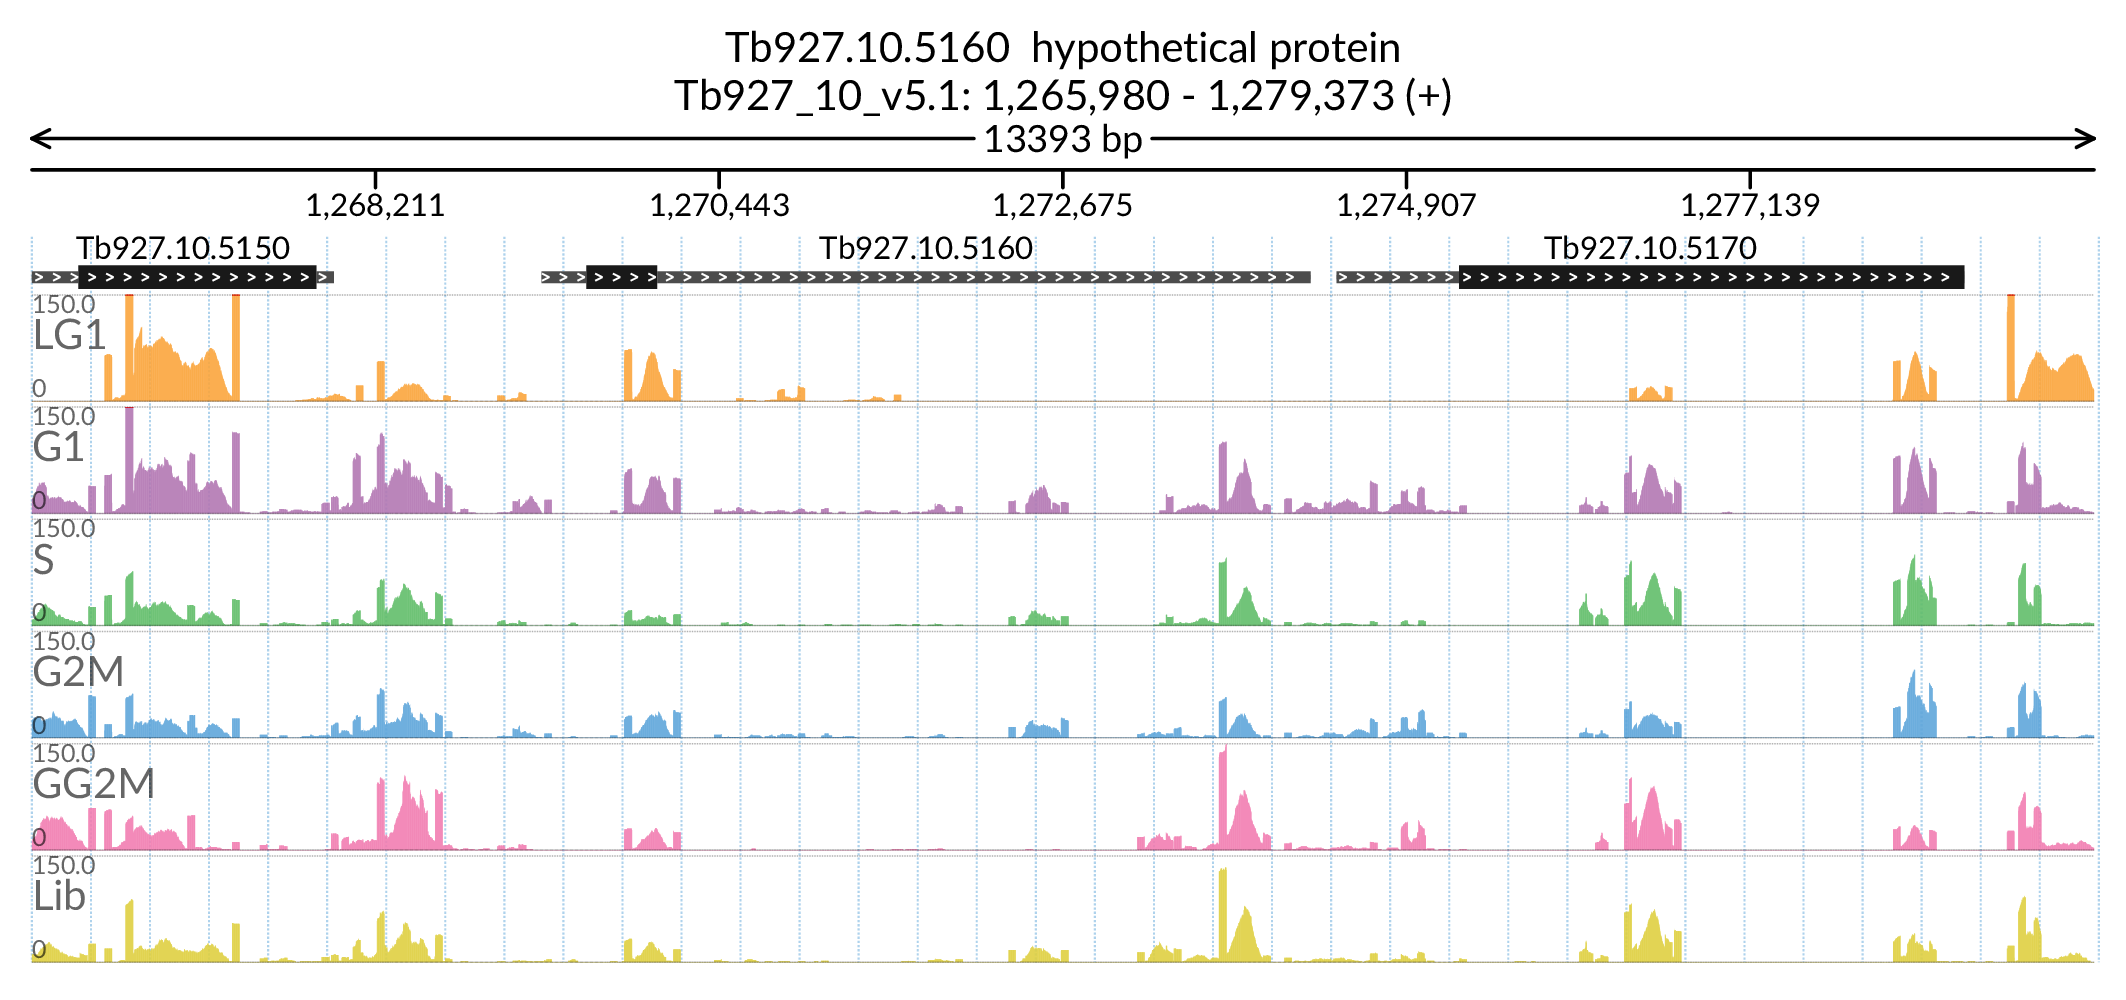 Tb927.10.5160 hypothetical protein
Tb927_10_v5.1: 1,265,980 - 1,279,373 (+)
13393 bp
1,268,211 1,270,443 1,272,675 1,274,907 1,277,139
Tb927.10.5150 Tb927.10.5160 Tb927.10.5170
150.0
LG1
0
150.0
G1
0
150.0
S
0
150.0
G2M
0
150.0
GG2M
0
150.0
Lib
0